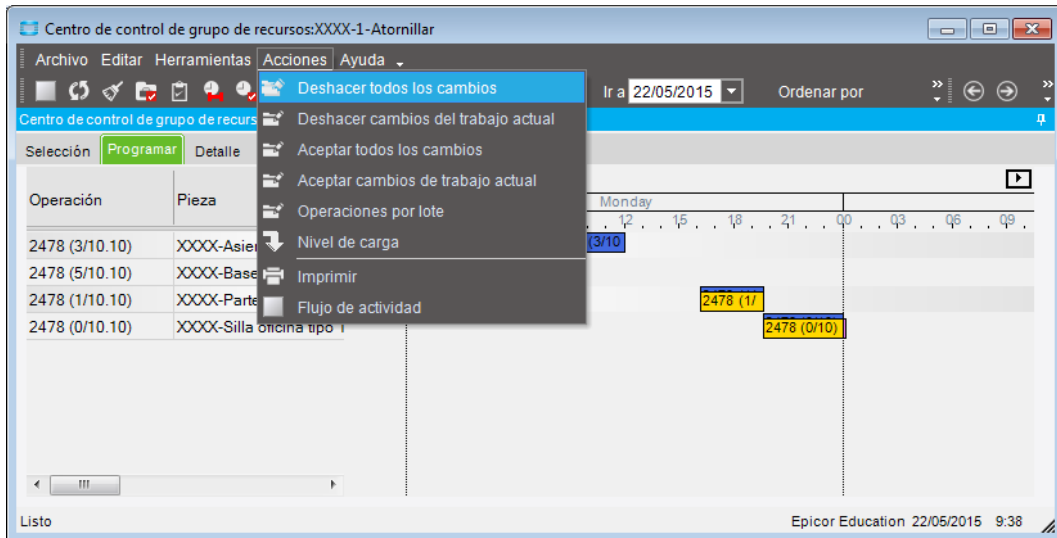 Centro de control de grupo de recursos:XXXX-1-Atornillar
Archivo Editar Herramientas Acciones Ayuda
Ir a 22/05/2015 Ordenar por
Centro de control de grupo de recurs
Selección Programar Detalle
Deshacer todos los cambios
Deshacer cambios del trabajo actual
Aceptar todos los cambios
Aceptar cambios de trabajo actual
Operaciones por lote
Nivel de carga
Imprimir
Flujo de actividad
Operación Pieza
Monday
12 15 18 21 00 03 06 09
2478 (3/10.10) XXXX-Asie (3/10
2478 (5/10.10) XXXX-Base
2478 (1/10.10) XXXX-Parte 2478 (1/
2478 (0/10.10) XXXX-Silla oficina tipo 2478 (0/10)
Listo Epicor Education 22/05/2015 9:38